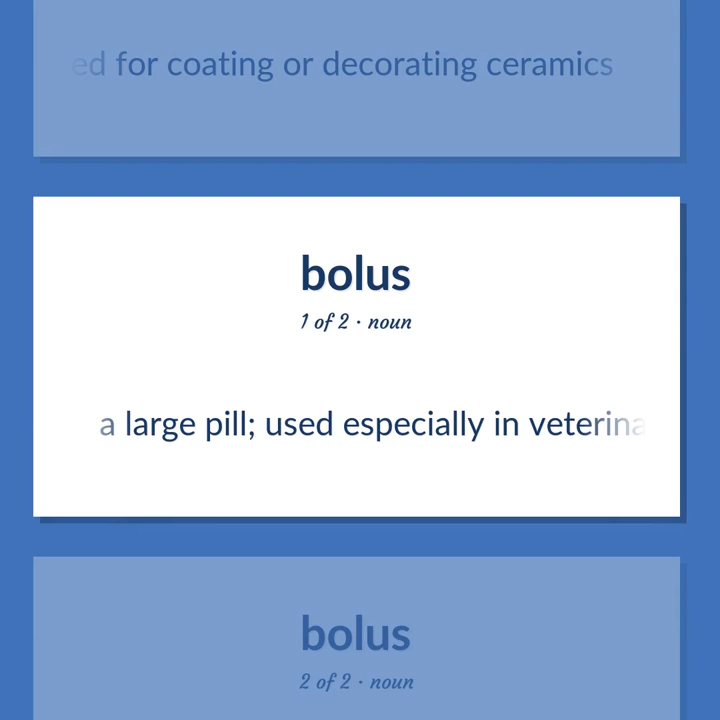 ed for coating or decorating ceramics
bolus
1 of 2 · noun
a large pill; used especially in veterina
bolus
2 of 2 · noun